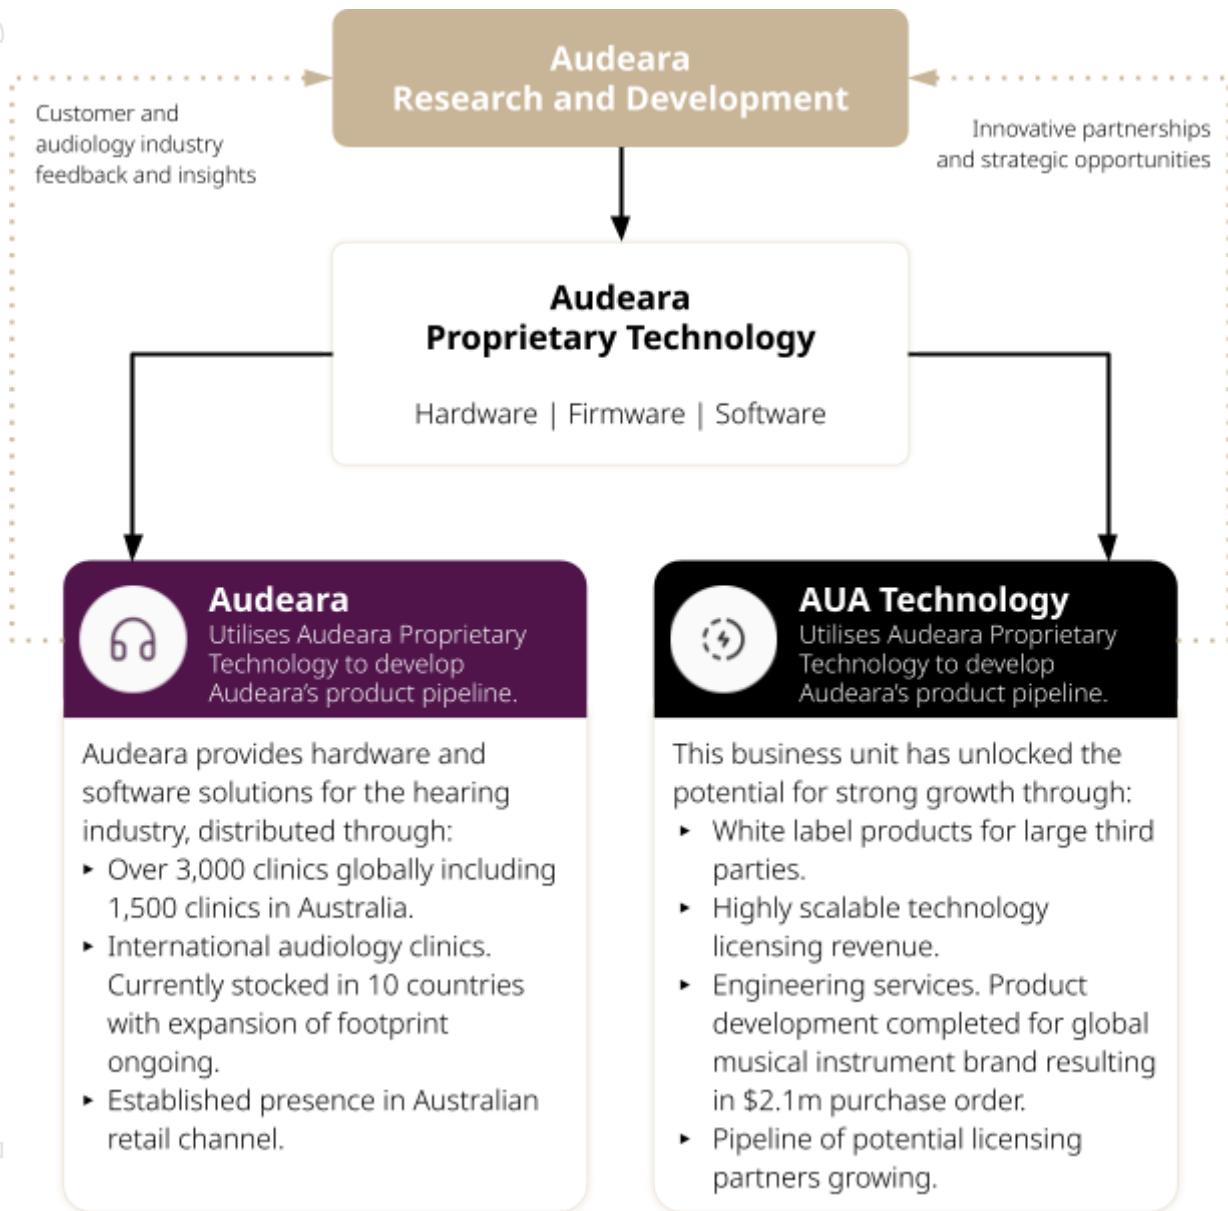 Audeara
Research and Development
Customer and
audiology industry
feedback and insights
Innovative partnerships
and strategic opportunities
Audeara
Proprietary Technology
Hardware | Firmware | Software
Audeara
Utilises Audeara Proprietary
Technology to develop
Audeara's product pipeline.
Audeara provides hardware and
software solutions for the hearing
industry, distributed through:
▸ Over 3,000 clinics globally including
1,500 clinics in Australia.
▸ International audiology clinics.
Currently stocked in 10 countries
with expansion of footprint
ongoing.
▸ Established presence in Australian
retail channel.
AUA Technology
Utilises Audeara Proprietary
Technology to develop
Audeara's product pipeline.
This business unit has unlocked the
potential for strong growth through:
▸ White label products for large third
parties.
▸ Highly scalable technology
licensing revenue.
▸ Engineering services. Product
development completed for global
musical instrument brand resulting
in $2.1m purchase order.
▸ Pipeline of potential licensing
partners growing.